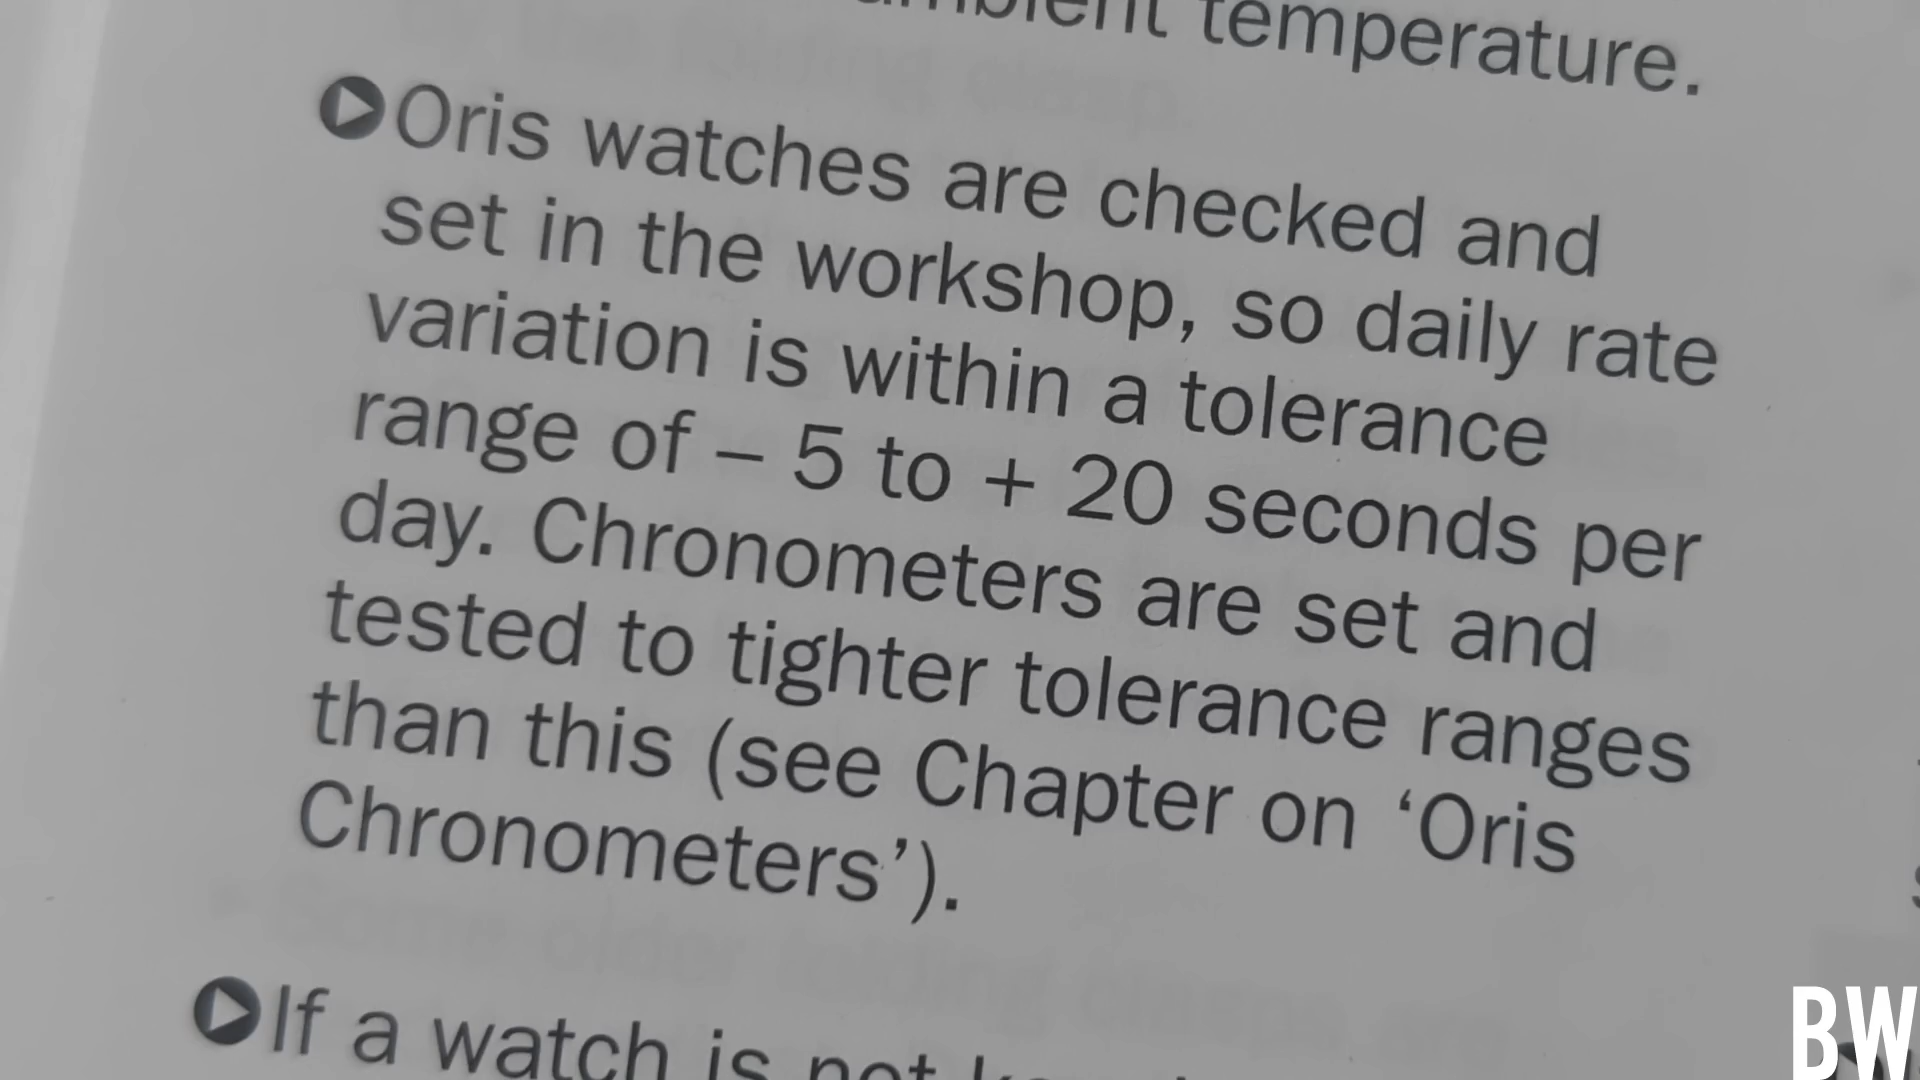 temperature.
Oris watches are checked and
set in the workshop, so daily rate
variation is within a tolerance
range of – 5 to + 20 seconds per
day. Chronometers are set and
tested to tighter tolerance ranges
than this (see Chapter on ‘Oris
Chronometers’).
If a watch is not
BW